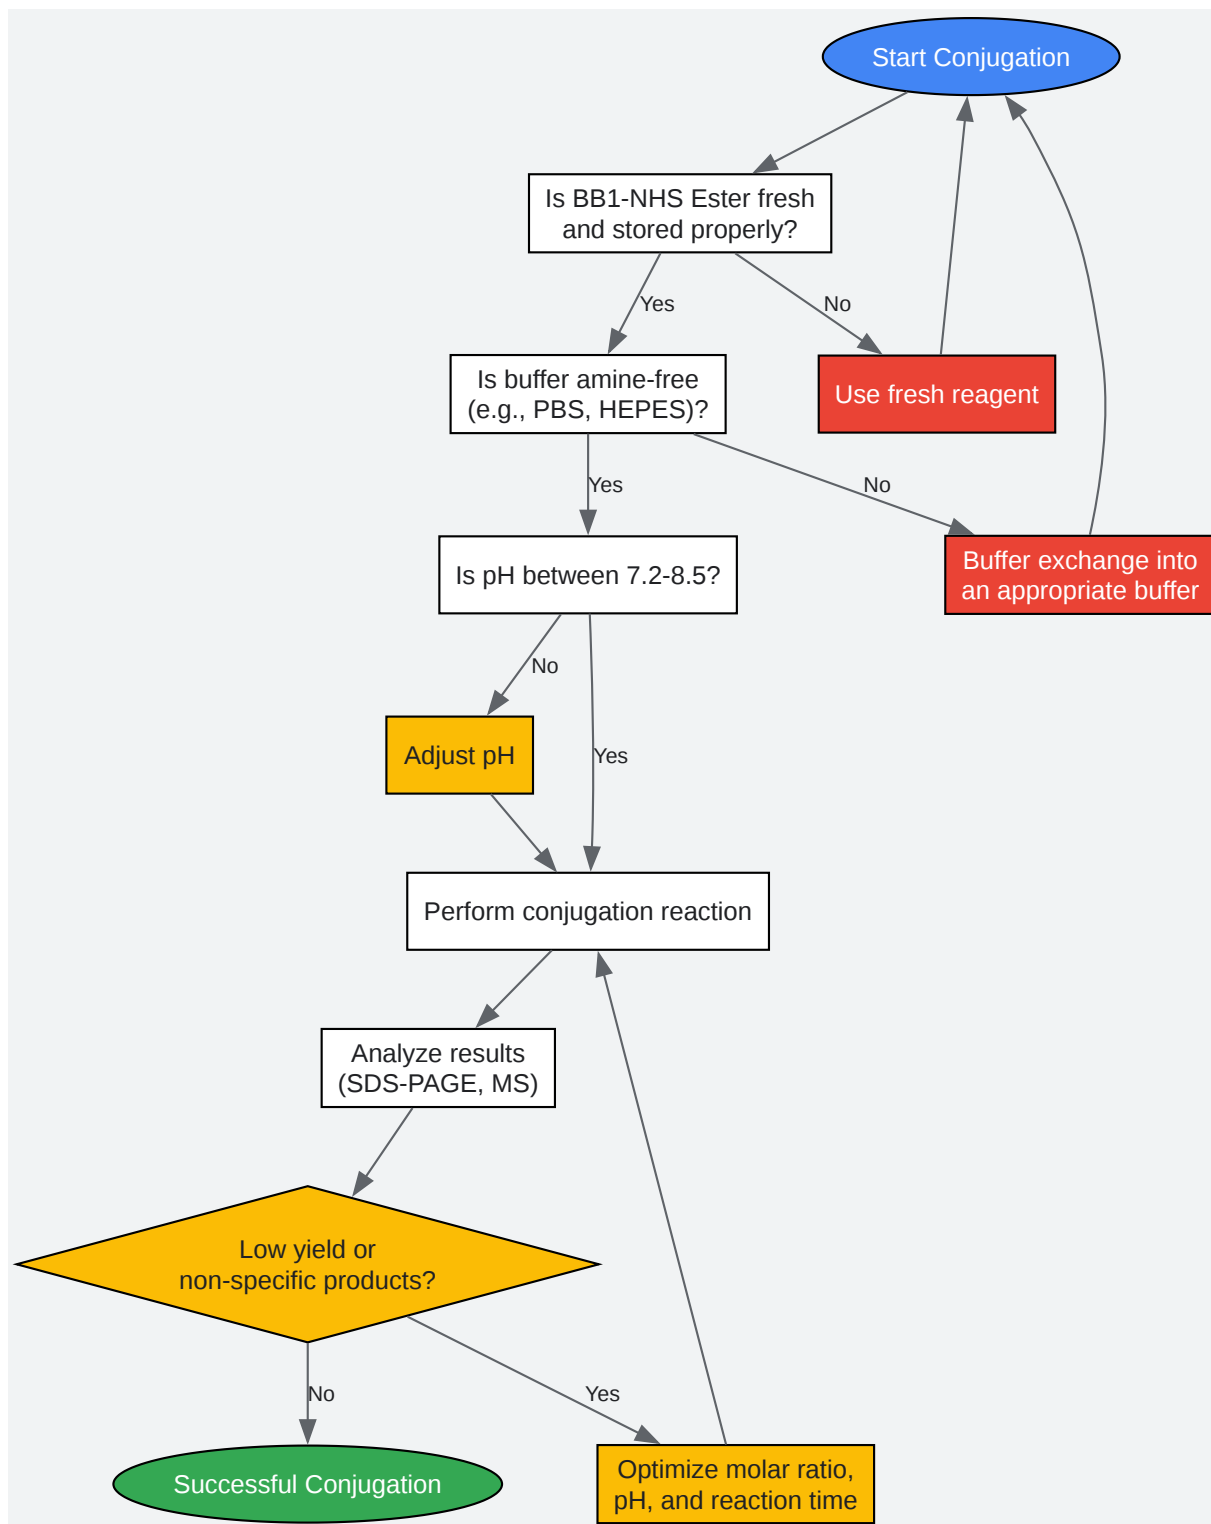 Start Conjugation
Is BB1-NHS Ester fresh
and stored properly?
Yes
No
Is buffer amine-free
(e.g., PBS, HEPES)?
Use fresh reagent
Yes
No
Is pH between 7.2-8.5?
Buffer exchange into
an appropriate buffer
No
Adjust pH
Yes
Perform conjugation reaction
Analyze results
(SDS-PAGE, MS)
Low yield or
non-specific products?
No
Yes
Successful Conjugation
Optimize molar ratio,
pH, and reaction time